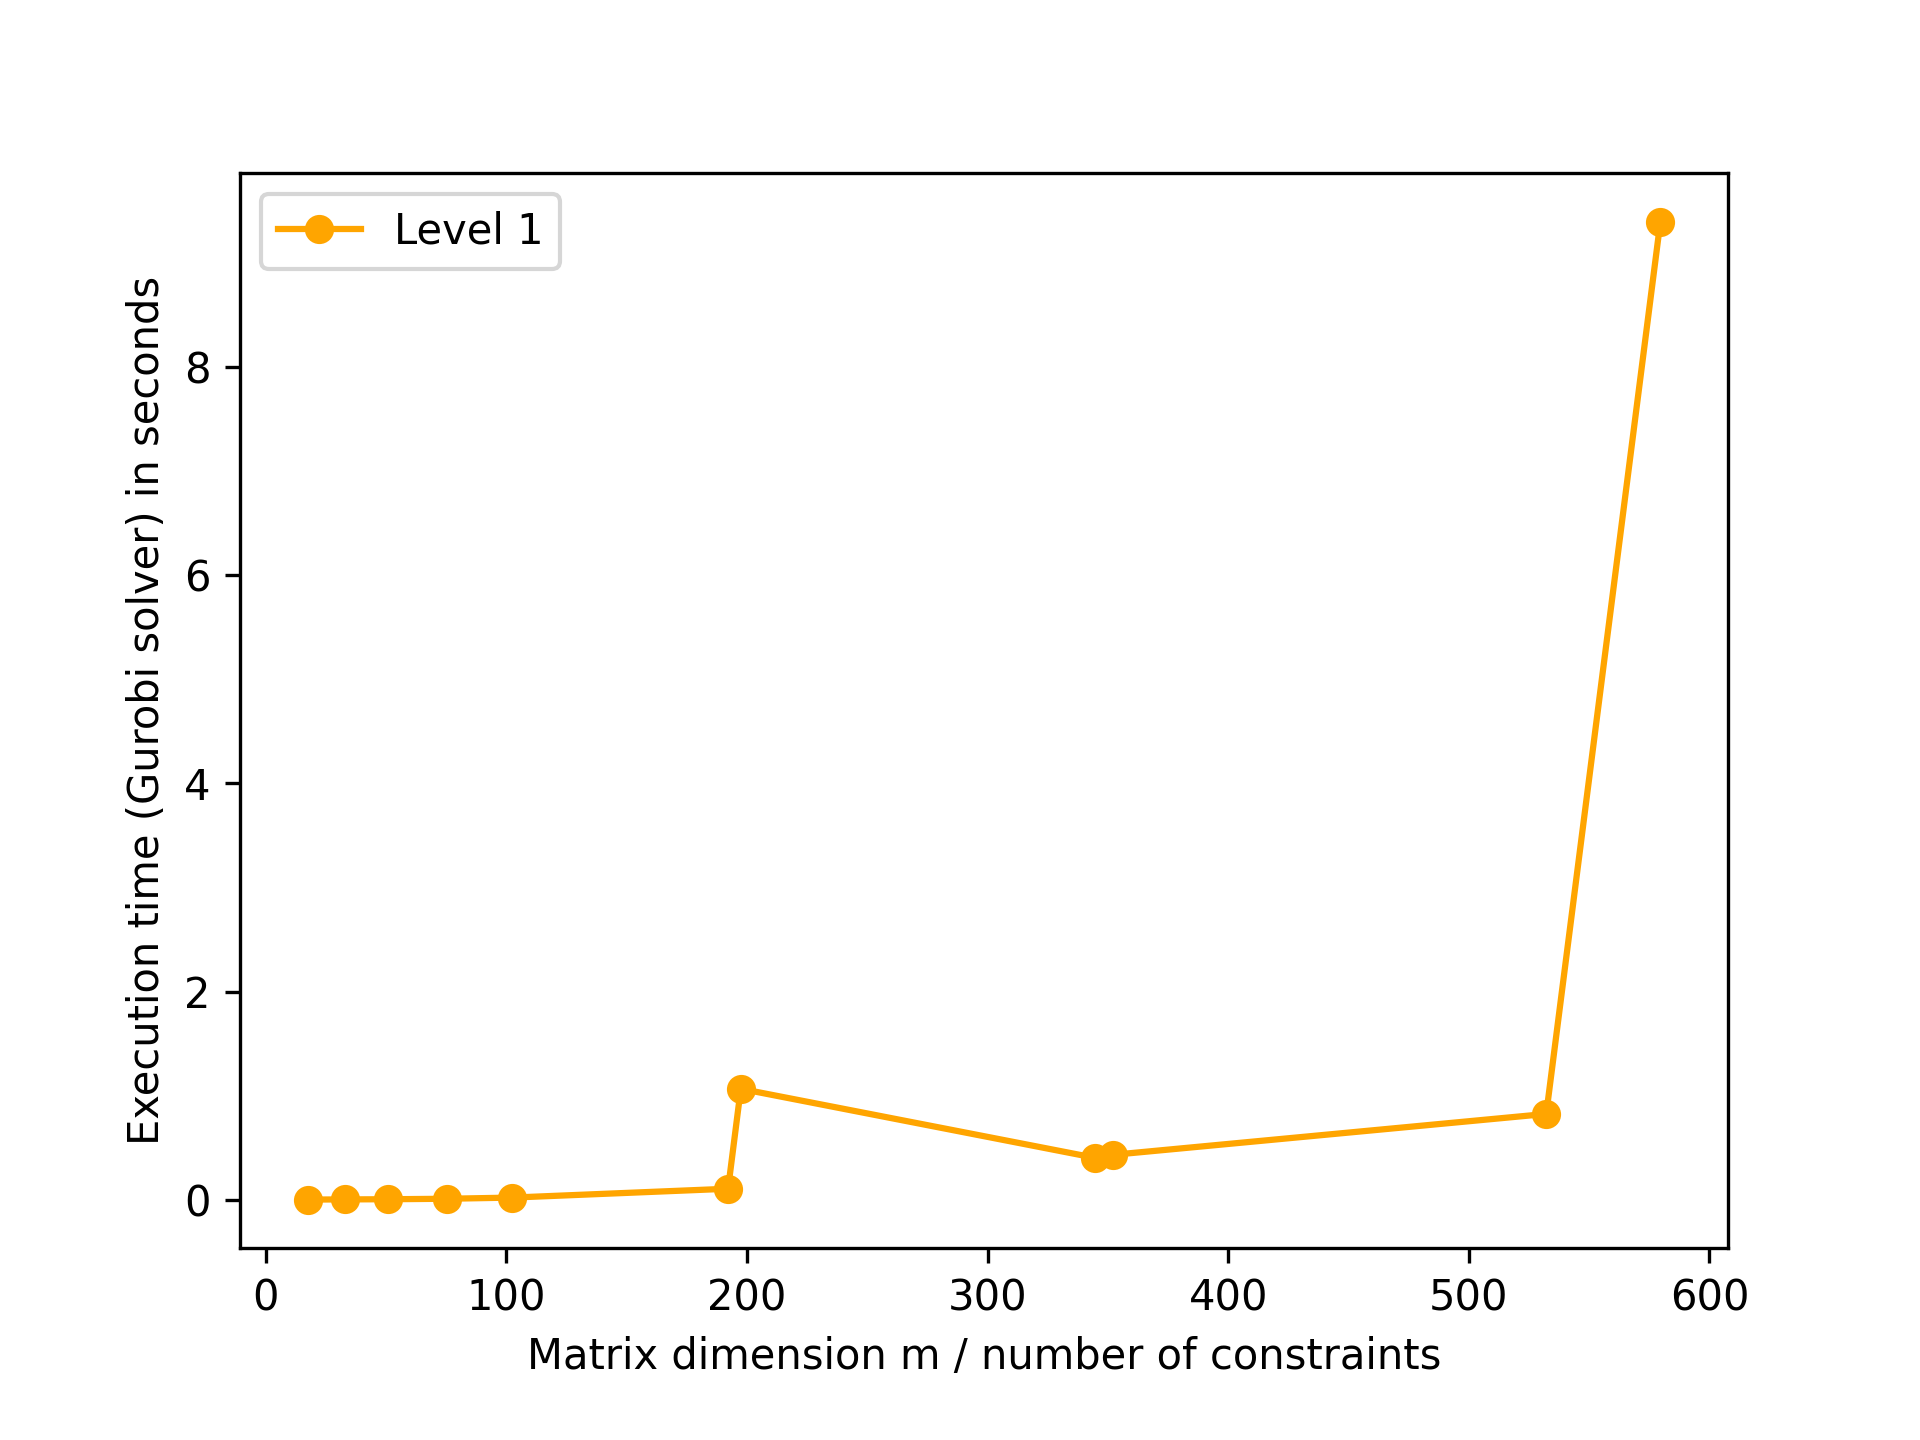 Level 1
Execution time (Gurobi solver) in seconds
8
6
4
2
0
0 100 200 300 400 500 600
Matrix dimension m / number of constraints